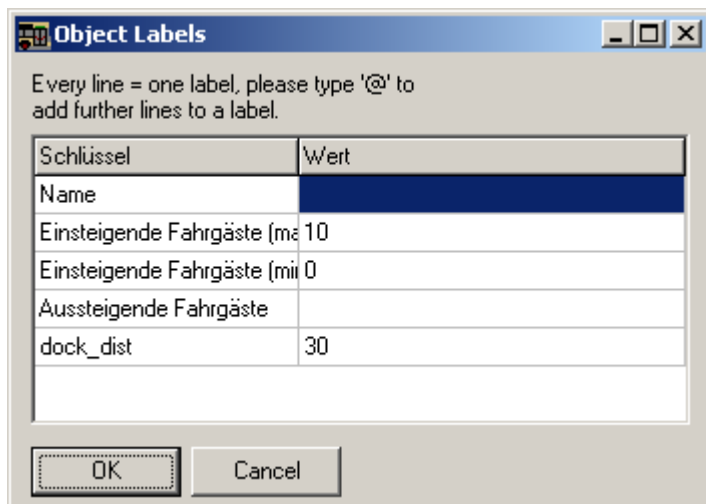 Object Labels
Every line = one label, please type '@' to
add further lines to a label.
Schlüssel Wert
Name
Einsteigende Fahrgäste (ma 10
Einsteigende Fahrgäste (mi 0
Aussteigende Fahrgäste
dock_dist 30
OK Cancel